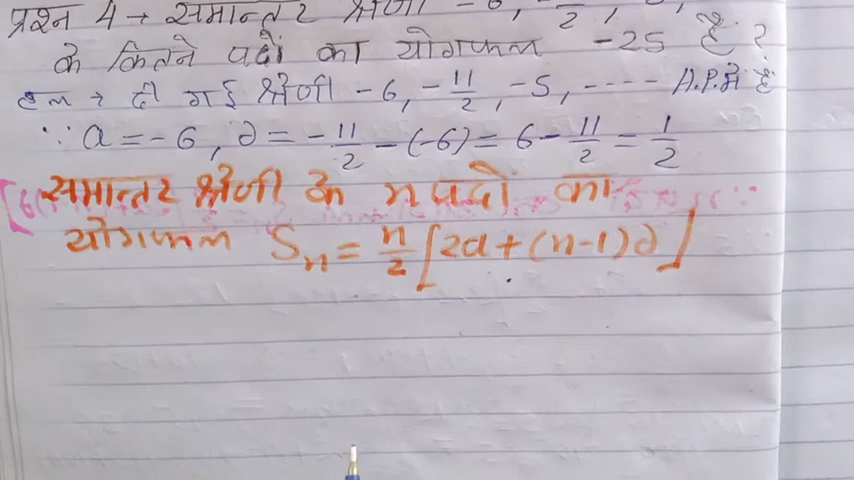 प्रश्न 4 → समान्तर श्रेणी -6, -11/2, -5,
के कितने पदों का योगफल -25 है ?
हल → दी गई श्रेणी -6, -11/2, -5, ---- A.P. में है
∵ a = -6, d = -11/2 - (-6) = 6 - 11/2 = 1/2
समान्तर श्रेणी के n पदों का
योगफल Sn = n/2 [2a + (n-1)d]